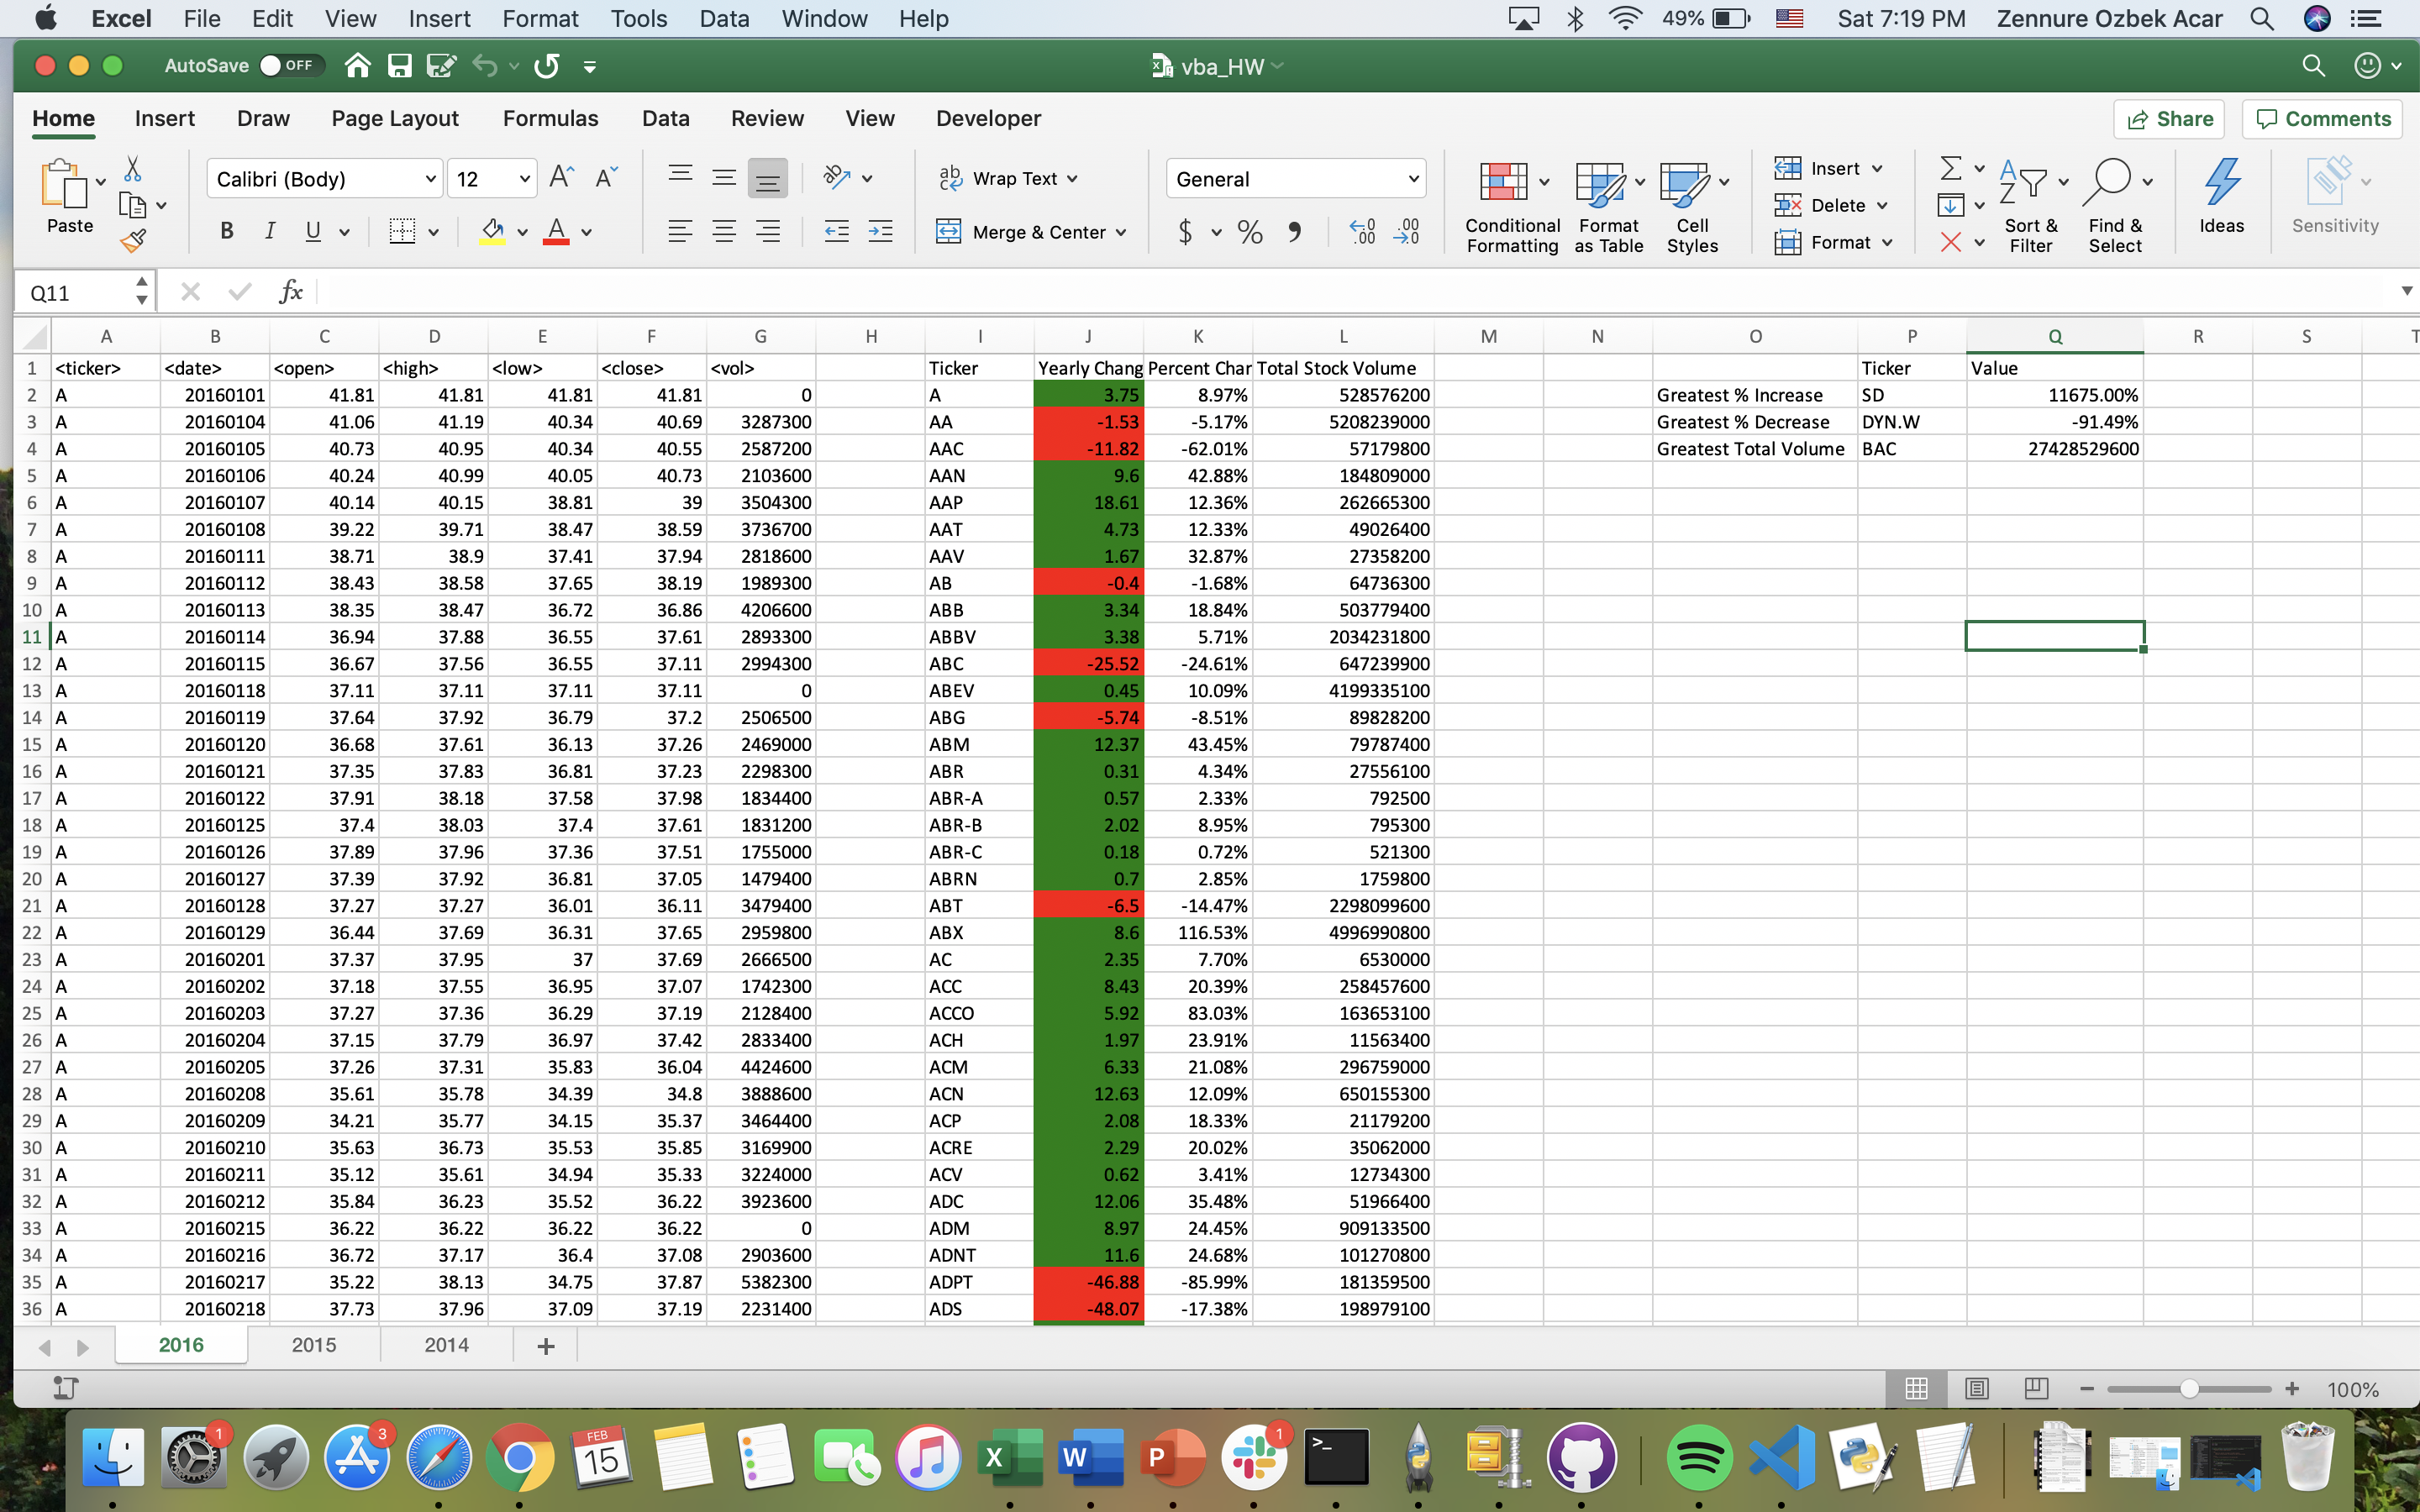 Excel File Edit View Insert Format Tools Data Window Help 49% Sat 7:19 PM Zennure Ozbek Acar
AutoSave OFF vba_HW
Home Insert Draw Page Layout Formulas Data Review View Developer Share Comments
Paste Calibri (Body) 12 A A ab c Wrap Text General Conditional Formatting Format as Table Cell Styles Insert Delete Format Sort & Filter Find & Select Ideas Sensitivity
B I U A Merge & Center $ % .00 .00
Q11 fx
A B C D E F G H I J K L M N O P Q R S T
1 <ticker> <date> <open> <high> <low> <close> <vol> Ticker Yearly Chang Percent Char Total Stock Volume Ticker Value
2 A 20160101 41.81 41.81 41.81 41.81 0 A 3.75 8.97% 528576200 Greatest % Increase SD 11675.00%
3 A 20160104 41.06 41.19 40.34 40.69 3287300 AA -1.53 -5.17% 5208239000 Greatest % Decrease DYN.W -91.49%
4 A 20160105 40.73 40.95 40.34 40.55 2587200 AAC -11.82 -62.01% 57179800 Greatest Total Volume BAC 27428529600
5 A 20160106 40.24 40.99 40.05 40.73 2103600 AAN 9.6 42.88% 184809000
6 A 20160107 40.14 40.15 38.81 39 3504300 AAP 18.61 12.36% 262665300
7 A 20160108 39.22 39.71 38.47 38.59 3736700 AAT 4.73 12.33% 49026400
8 A 20160111 38.71 38.9 37.41 37.94 2818600 AAV 1.67 32.87% 27358200
9 A 20160112 38.43 38.58 37.65 38.19 1989300 AB -0.4 -1.68% 64736300
10 A 20160113 38.35 38.47 36.72 36.86 4206600 ABB 3.34 18.84% 503779400
11 A 20160114 36.94 37.88 36.55 37.61 2893300 ABBV 3.38 5.71% 2034231800
12 A 20160115 36.67 37.56 36.55 37.11 2994300 ABC -25.52 -24.61% 647239900
13 A 20160118 37.11 37.11 37.11 37.11 0 ABEV 0.45 10.09% 4199335100
14 A 20160119 37.64 37.92 36.79 37.2 2506500 ABG -5.74 -8.51% 89828200
15 A 20160120 36.68 37.61 36.13 37.26 2469000 ABM 12.37 43.45% 79787400
16 A 20160121 37.35 37.83 36.81 37.23 2298300 ABR 0.31 4.34% 27556100
17 A 20160122 37.91 38.18 37.58 37.98 1834400 ABR-A 0.57 2.33% 792500
18 A 20160125 37.4 38.03 37.4 37.61 1831200 ABR-B 2.02 8.95% 795300
19 A 20160126 37.89 37.96 37.36 37.51 1755000 ABR-C 0.18 0.72% 521300
20 A 20160127 37.39 37.92 36.81 37.05 1479400 ABRN 0.7 2.85% 1759800
21 A 20160128 37.27 37.27 36.01 36.11 3479400 ABT -6.5 -14.47% 2298099600
22 A 20160129 36.44 37.69 36.31 37.65 2959800 ABX 8.6 116.53% 4996990800
23 A 20160201 37.37 37.95 37 37.69 2666500 AC 2.35 7.70% 6530000
24 A 20160202 37.18 37.55 36.95 37.07 1742300 ACC 8.43 20.39% 258457600
25 A 20160203 37.27 37.36 36.29 37.19 2128400 ACCO 5.92 83.03% 163653100
26 A 20160204 37.15 37.79 36.97 37.42 2833400 ACH 1.97 23.91% 11563400
27 A 20160205 37.26 37.31 35.83 36.04 4424600 ACM 6.33 21.08% 296759000
28 A 20160208 35.61 35.78 34.39 34.8 3888600 ACN 12.63 12.09% 650155300
29 A 20160209 34.21 35.77 34.15 35.37 3464400 ACP 2.08 18.33% 21179200
30 A 20160210 35.63 36.73 35.53 35.85 3169900 ACRE 2.29 20.02% 35062000
31 A 20160211 35.12 35.61 34.94 35.33 3224000 ACV 0.62 3.41% 12734300
32 A 20160212 35.84 36.23 35.52 36.22 3923600 ADC 12.06 35.48% 51966400
33 A 20160215 36.22 36.22 36.22 36.22 0 ADM 8.97 24.45% 909133500
34 A 20160216 36.72 37.17 36.4 37.08 2903600 ADNT 11.6 24.68% 101270800
35 A 20160217 35.22 38.13 34.75 37.87 5382300 ADPT -46.88 -85.99% 181359500
36 A 20160218 37.73 37.96 37.09 37.19 2231400 ADS -48.07 -17.38% 198979100
2016 2015 2014 +
100%
1 3 FEB 15 X W P 1 >_